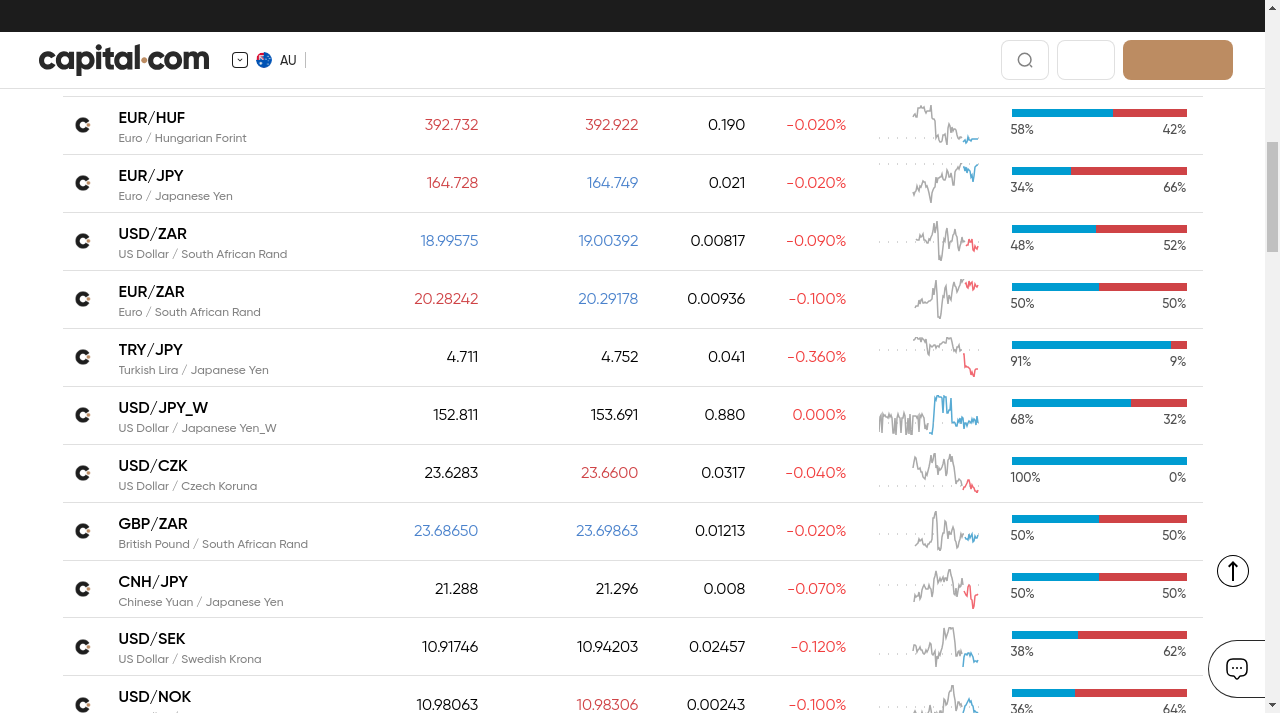 capital.com
AU
EUR/HUF 392.732 392.922 0.190 -0.020%
Euro / Hungarian Forint 58% 42%
EUR/JPY 164.728 164.749 0.021 -0.020%
Euro / Japanese Yen 34% 66%
USD/ZAR 18.99575 19.00392 0.00817 -0.090%
US Dollar / South African Rand 48% 52%
EUR/ZAR 20.28242 20.29178 0.00936 -0.100%
Euro / South African Rand 50% 50%
TRY/JPY 4.711 4.752 0.041 -0.360%
Turkish Lira / Japanese Yen 91% 9%
USD/JPY_W 152.811 153.691 0.880 0.000%
US Dollar / Japanese Yen_W 68% 32%
USD/CZK 23.6283 23.6600 0.0317 -0.040%
US Dollar / Czech Koruna 100% 0%
GBP/ZAR 23.68650 23.69863 0.01213 -0.020%
British Pound / South African Rand 50% 50%
CNH/JPY 21.288 21.296 0.008 -0.070%
Chinese Yuan / Japanese Yen 50% 50%
USD/SEK 10.91746 10.94203 0.02457 -0.120%
US Dollar / Swedish Krona 38% 62%
USD/NOK 10.98063 10.98306 0.00243 -0.100%
36% 64%